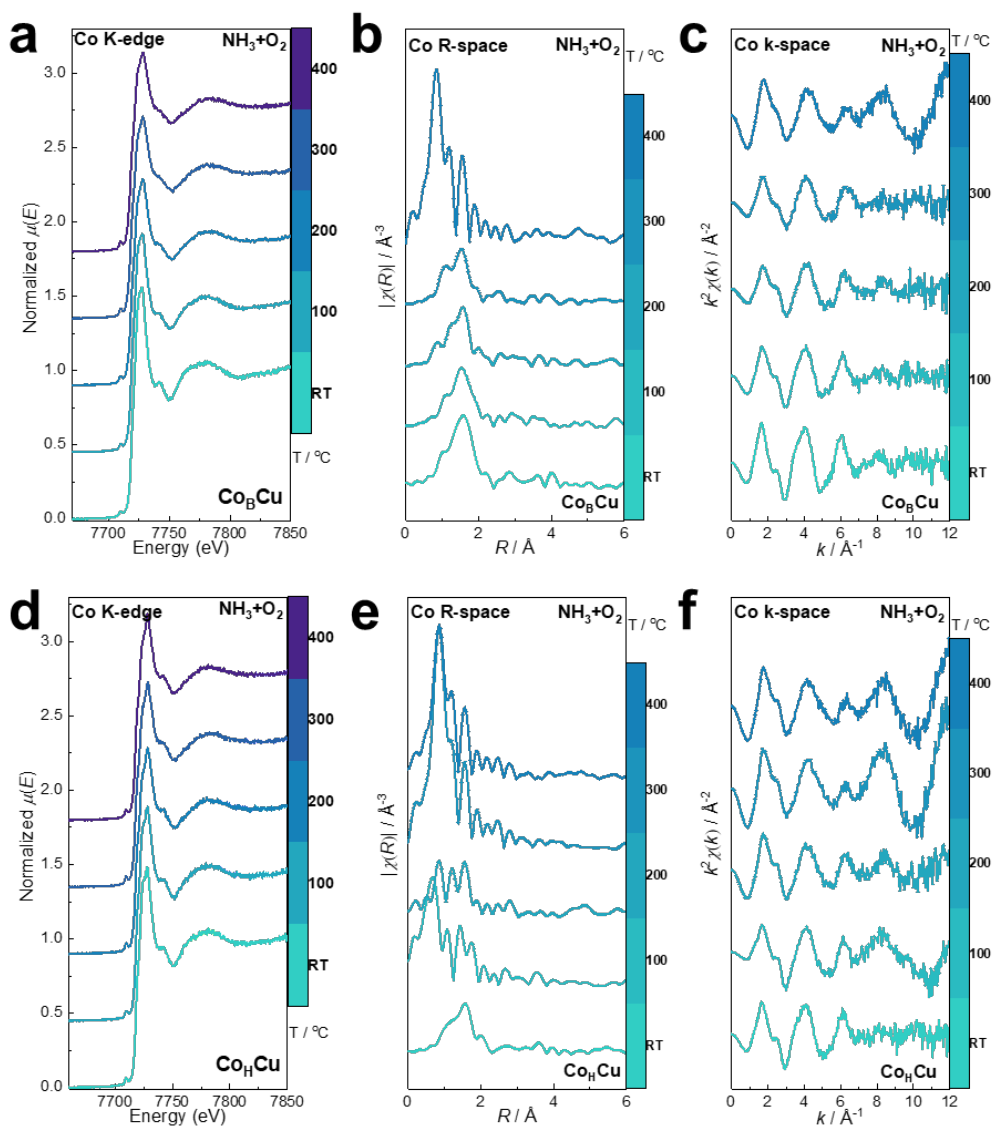 a
Co K-edge
NH3+O2
3.0
2.5
2.0
1.5
1.0
0.5
0.0
Normalized μ(E)
7700
7750
7800
7850
Energy (eV)
400
300
200
100
RT
T / °C
CoBCu
b
Co R-space
NH3+O2
T / °C
|χ(R)| / Å-3
0
2
4
6
R / Å
400
300
200
100
RT
CoBCu
c
Co k-space
NH3+O2
T / °C
k2χ(k) / Å-2
0
2
4
6
8
10
12
k / Å-1
400
300
200
100
RT
CoBCu
d
Co K-edge
NH3+O2
3.0
2.5
2.0
1.5
1.0
0.5
0.0
Normalized μ(E)
7700
7750
7800
7850
Energy (eV)
400
300
200
100
RT
T / °C
CoHCu
e
Co R-space
NH3+O2
T / °C
|χ(R)| / Å-3
0
2
4
6
R / Å
400
300
200
100
RT
CoHCu
f
Co k-space
NH3+O2
T / °C
k2χ(k) / Å-2
0
2
4
6
8
10
12
k / Å-1
400
300
200
100
RT
CoHCu